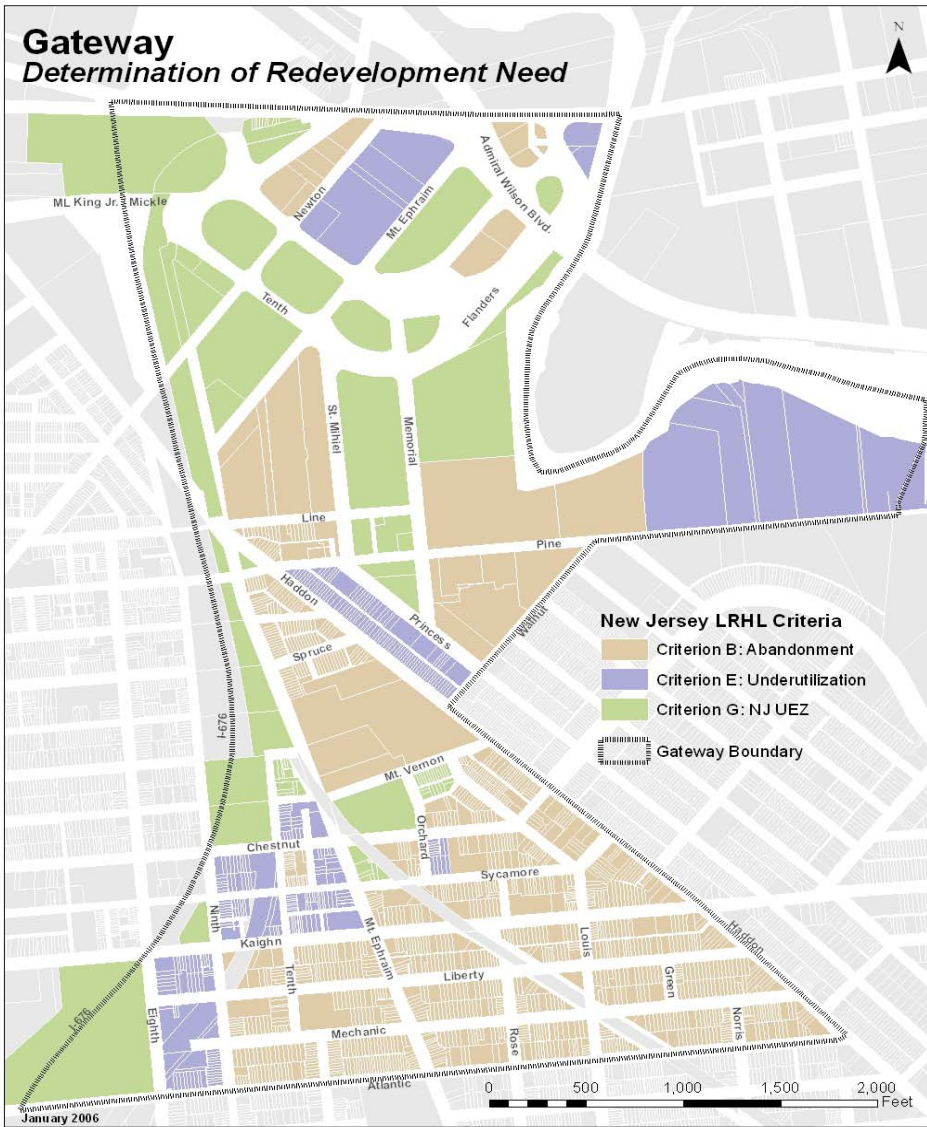 Gateway
Determination of Redevelopment Need
N
ML King Jr. Mickle
Newton
Mt. Ephraim
Admiral Wilson Blvd.
Tenth
Flanders
St. Mihiel
Memorial
Line
Pine
Haddon
Princess
Walnut
Spruce
New Jersey LRHL Criteria
Criterion B: Abandonment
Criterion E: Underutilization
Criterion G: NJ UEZ
Gateway Boundary
I-676
Mt. Vernon
Orchard
Chestnut
Sycamore
Ninth
Kaighn
Mt. Ephraim
Louis
Haddon
Tenth
Liberty
Green
I-676
Eighth
Mechanic
Rose
Norris
Atlantic
0 500 1,000 1,500 2,000
Feet
January 2006